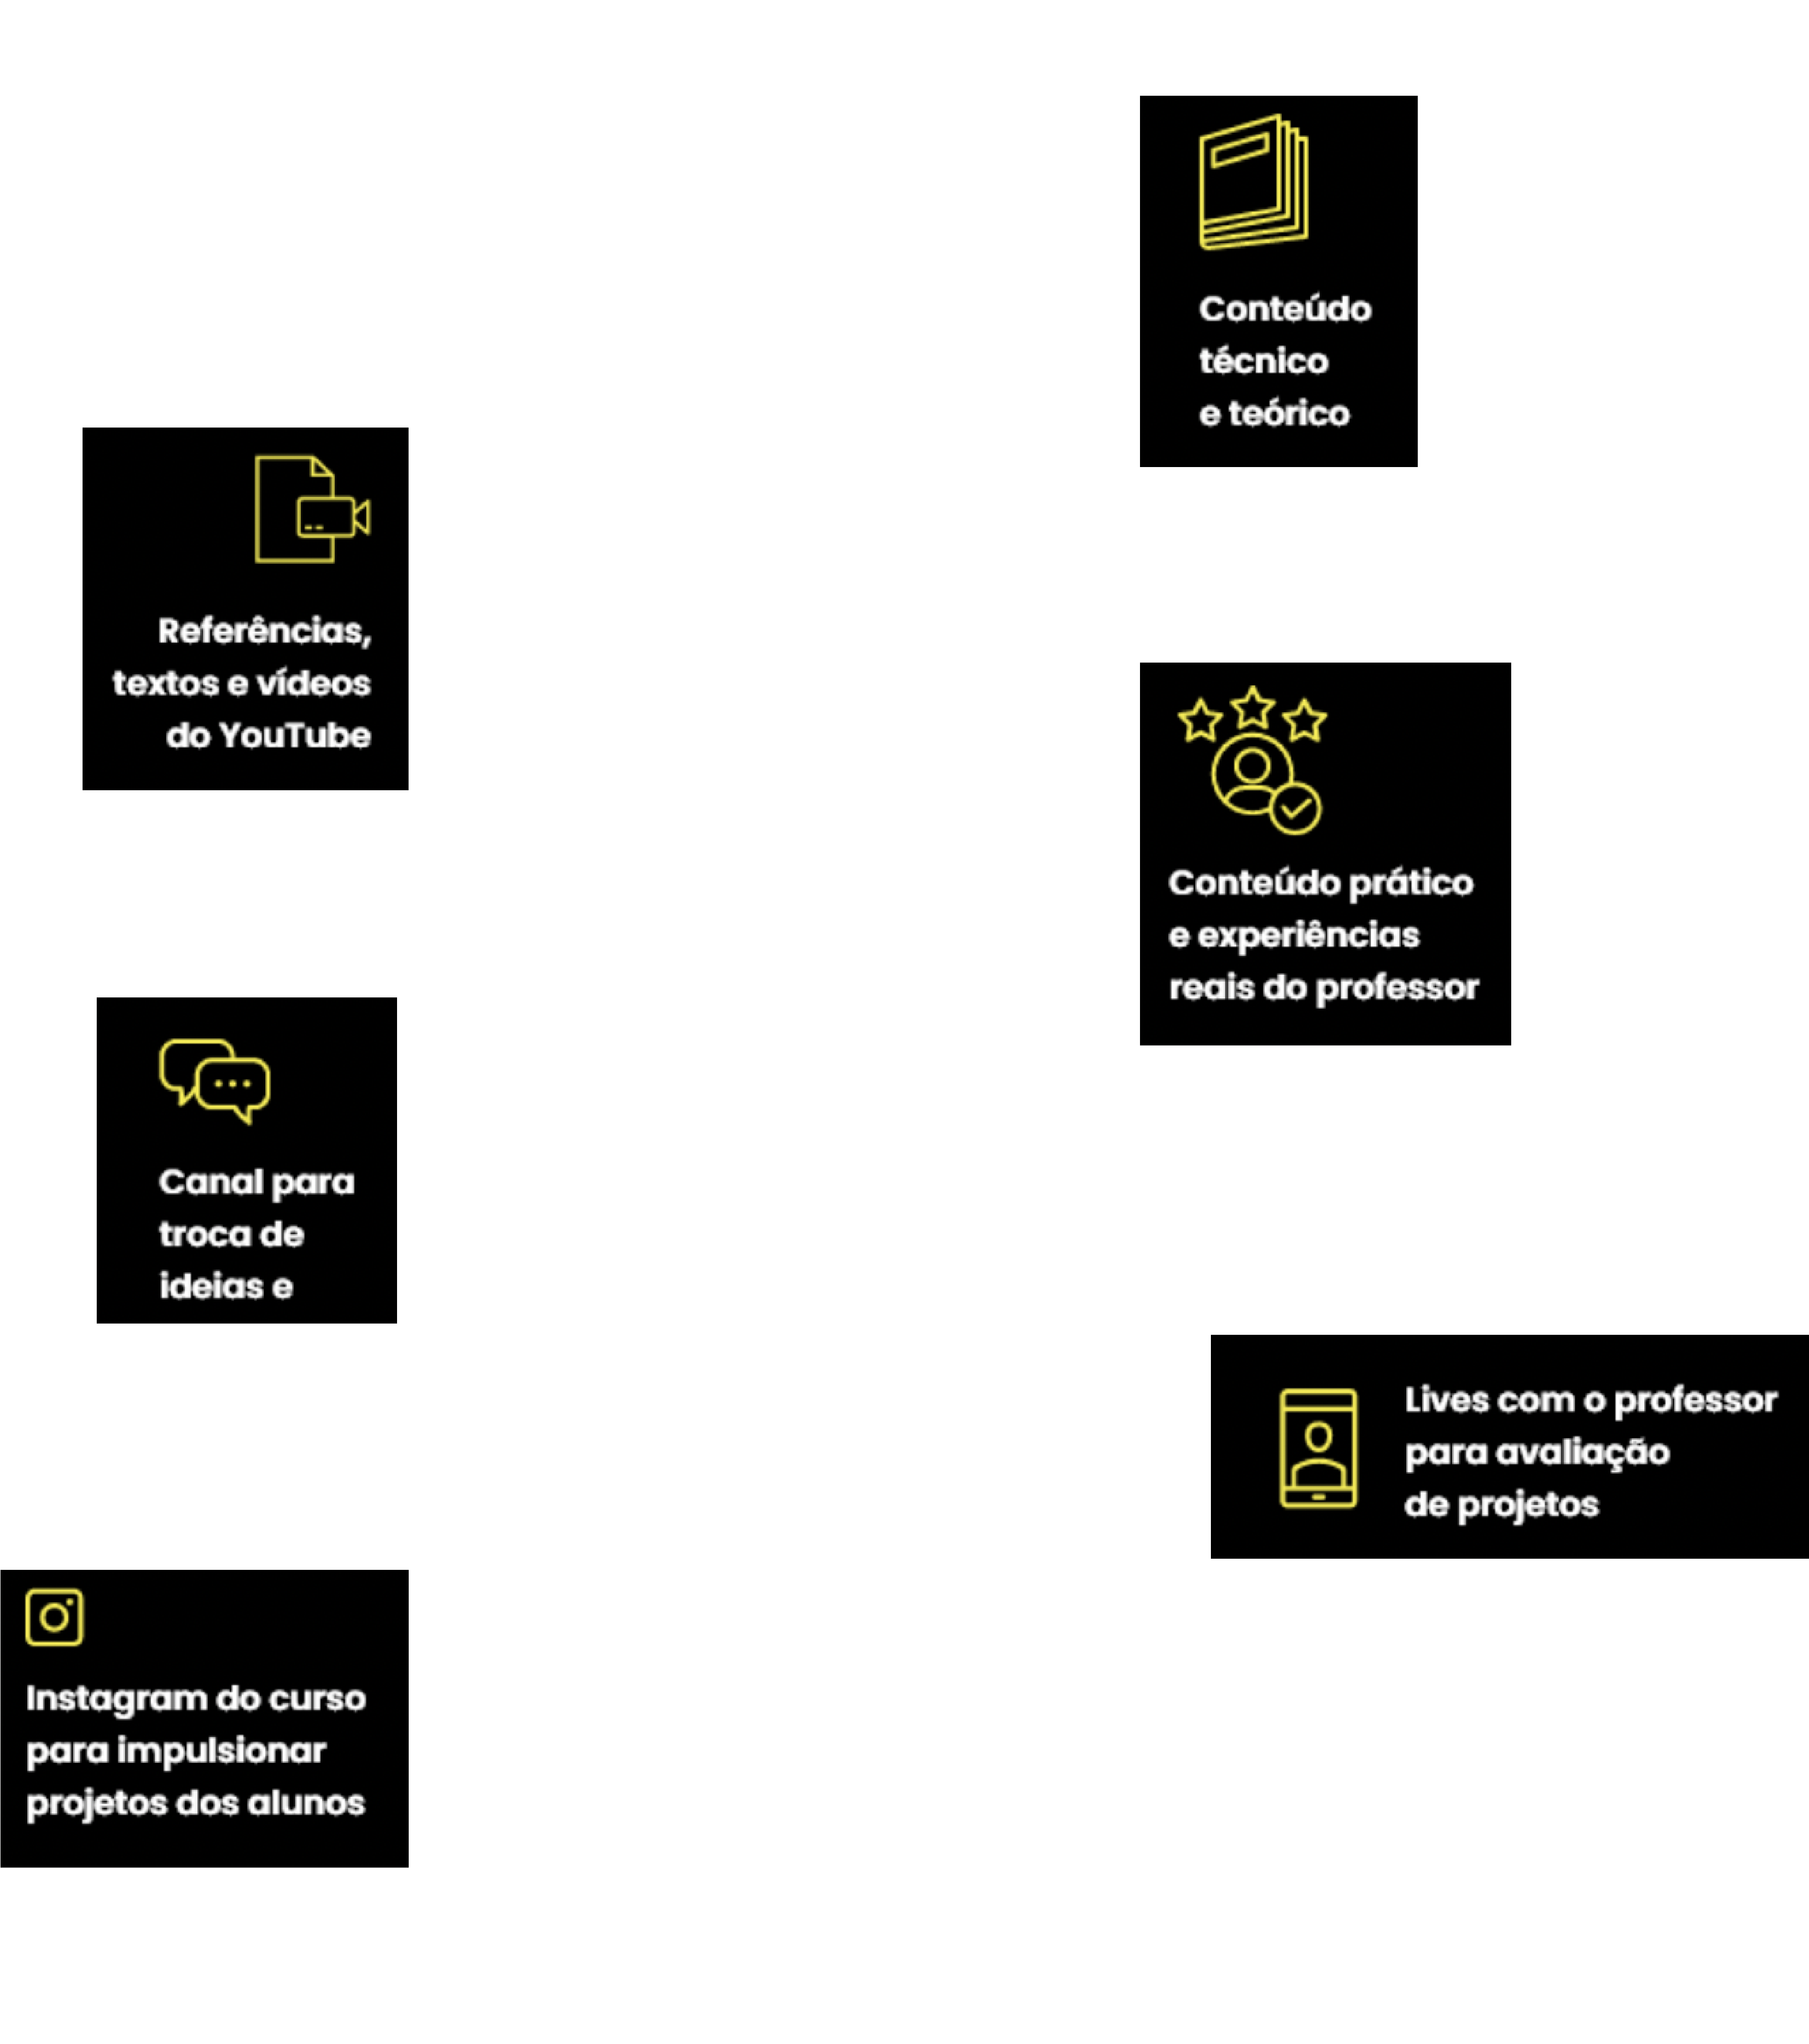 Conteúdo
técnico
e teórico
Referências,
textos e vídeos
do YouTube
Conteúdo prático
e experiências
reais do professor
Canal para
troca de
ideias e
Lives com o professor
para avaliação
de projetos
Instagram do curso
para impulsionar
projetos dos alunos